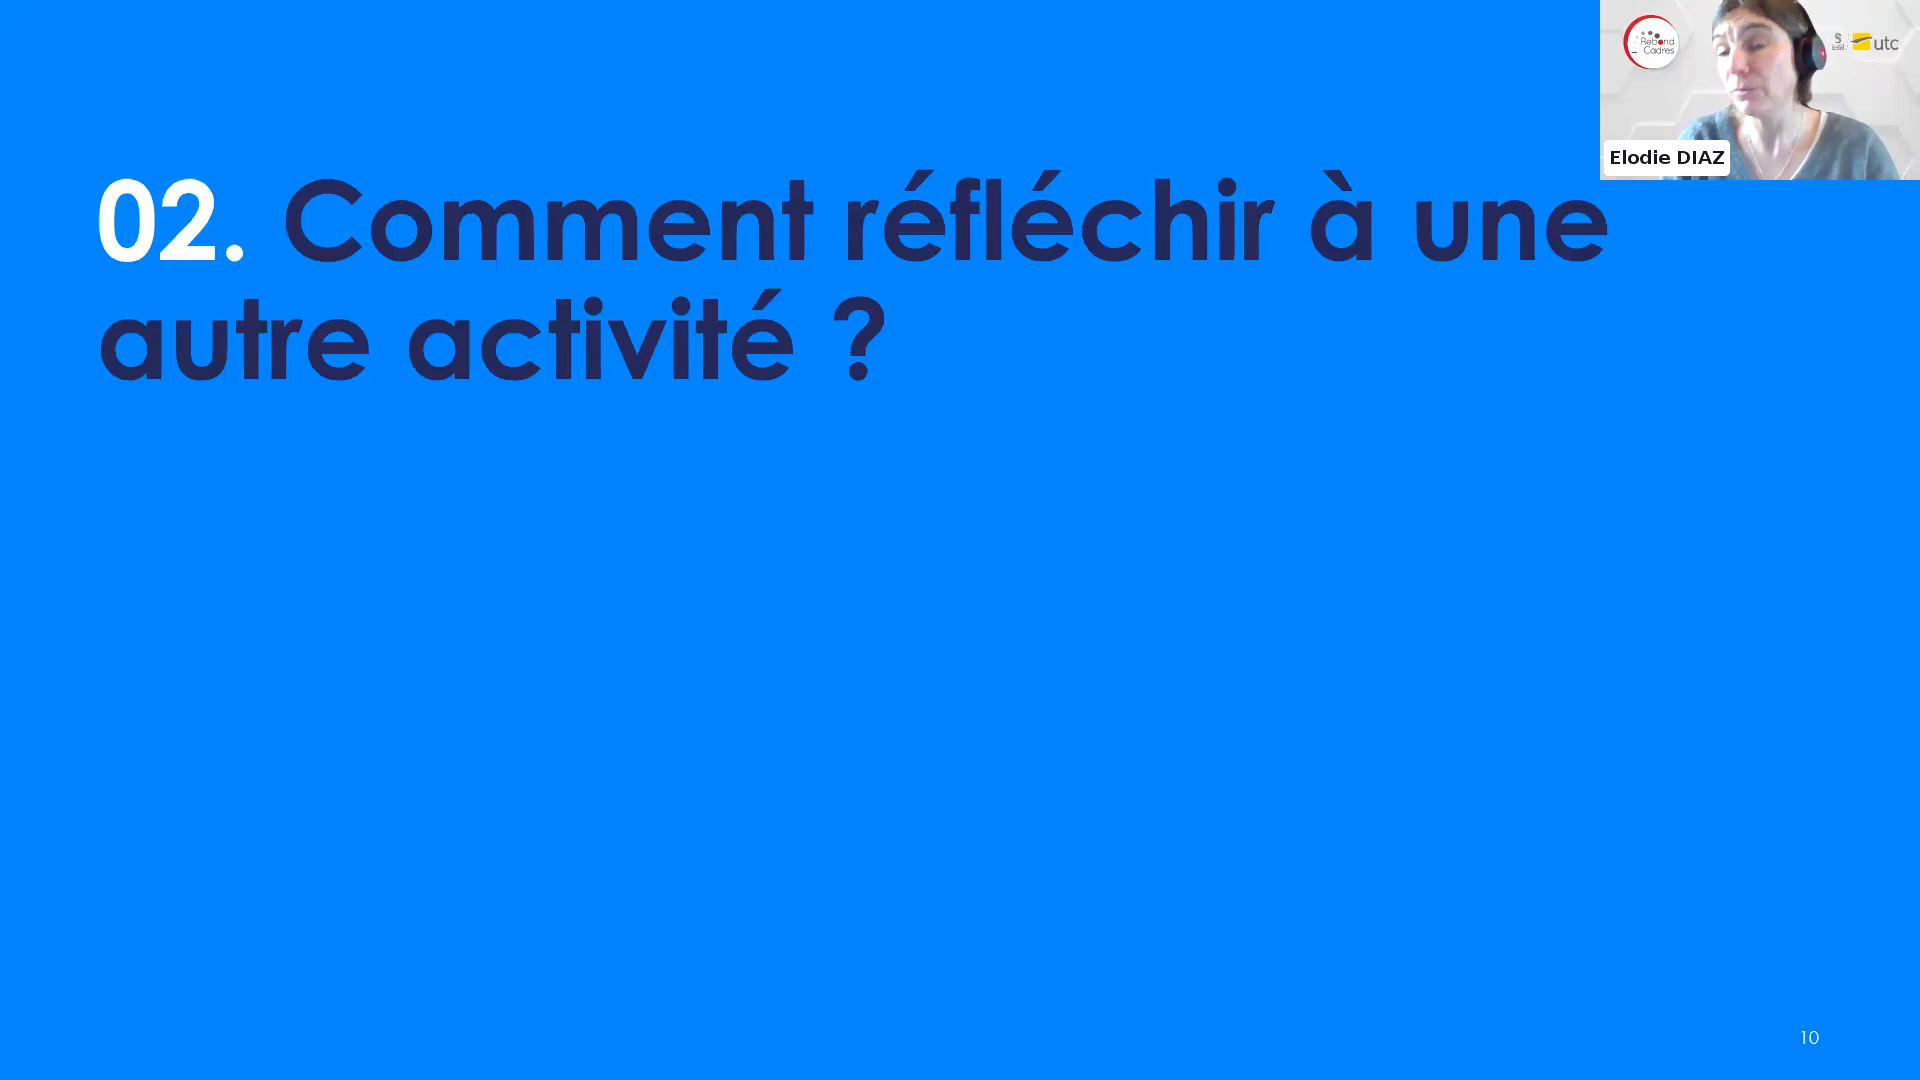 Rebond
Cadres
S
utc
Elodie DIAZ
02. Comment réfléchir à une
autre activité ?
10